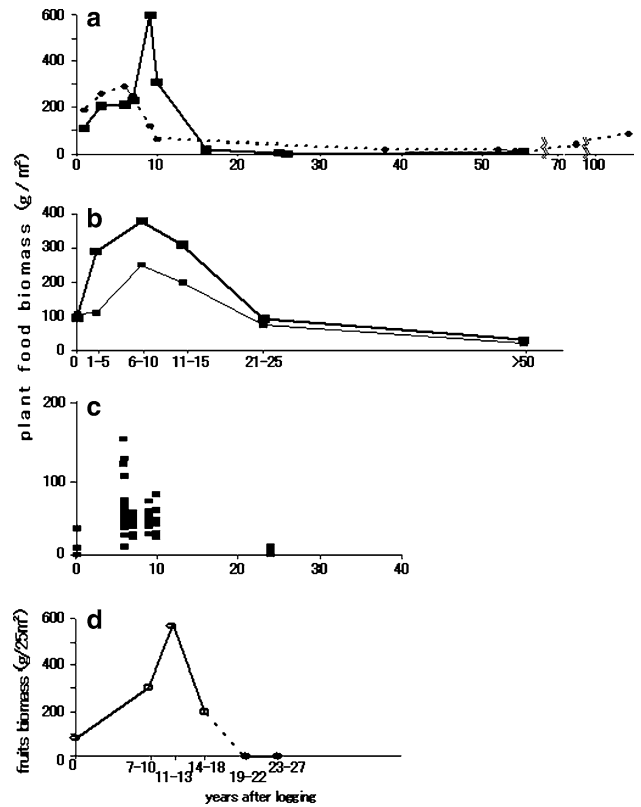 plant food biomass (g/m²)
a
600
400
200
0
0 10 20 30 40 50 70 100
b
400
300
200
100
0
0 1-5 6-10 11-15 21-25 >50
c
200
100
0
0 10 20 30 40
fruits biomass (g/25m²)
d
600
400
200
0
0 7-10 11-13 14-18 19-22 23-27
years after logging